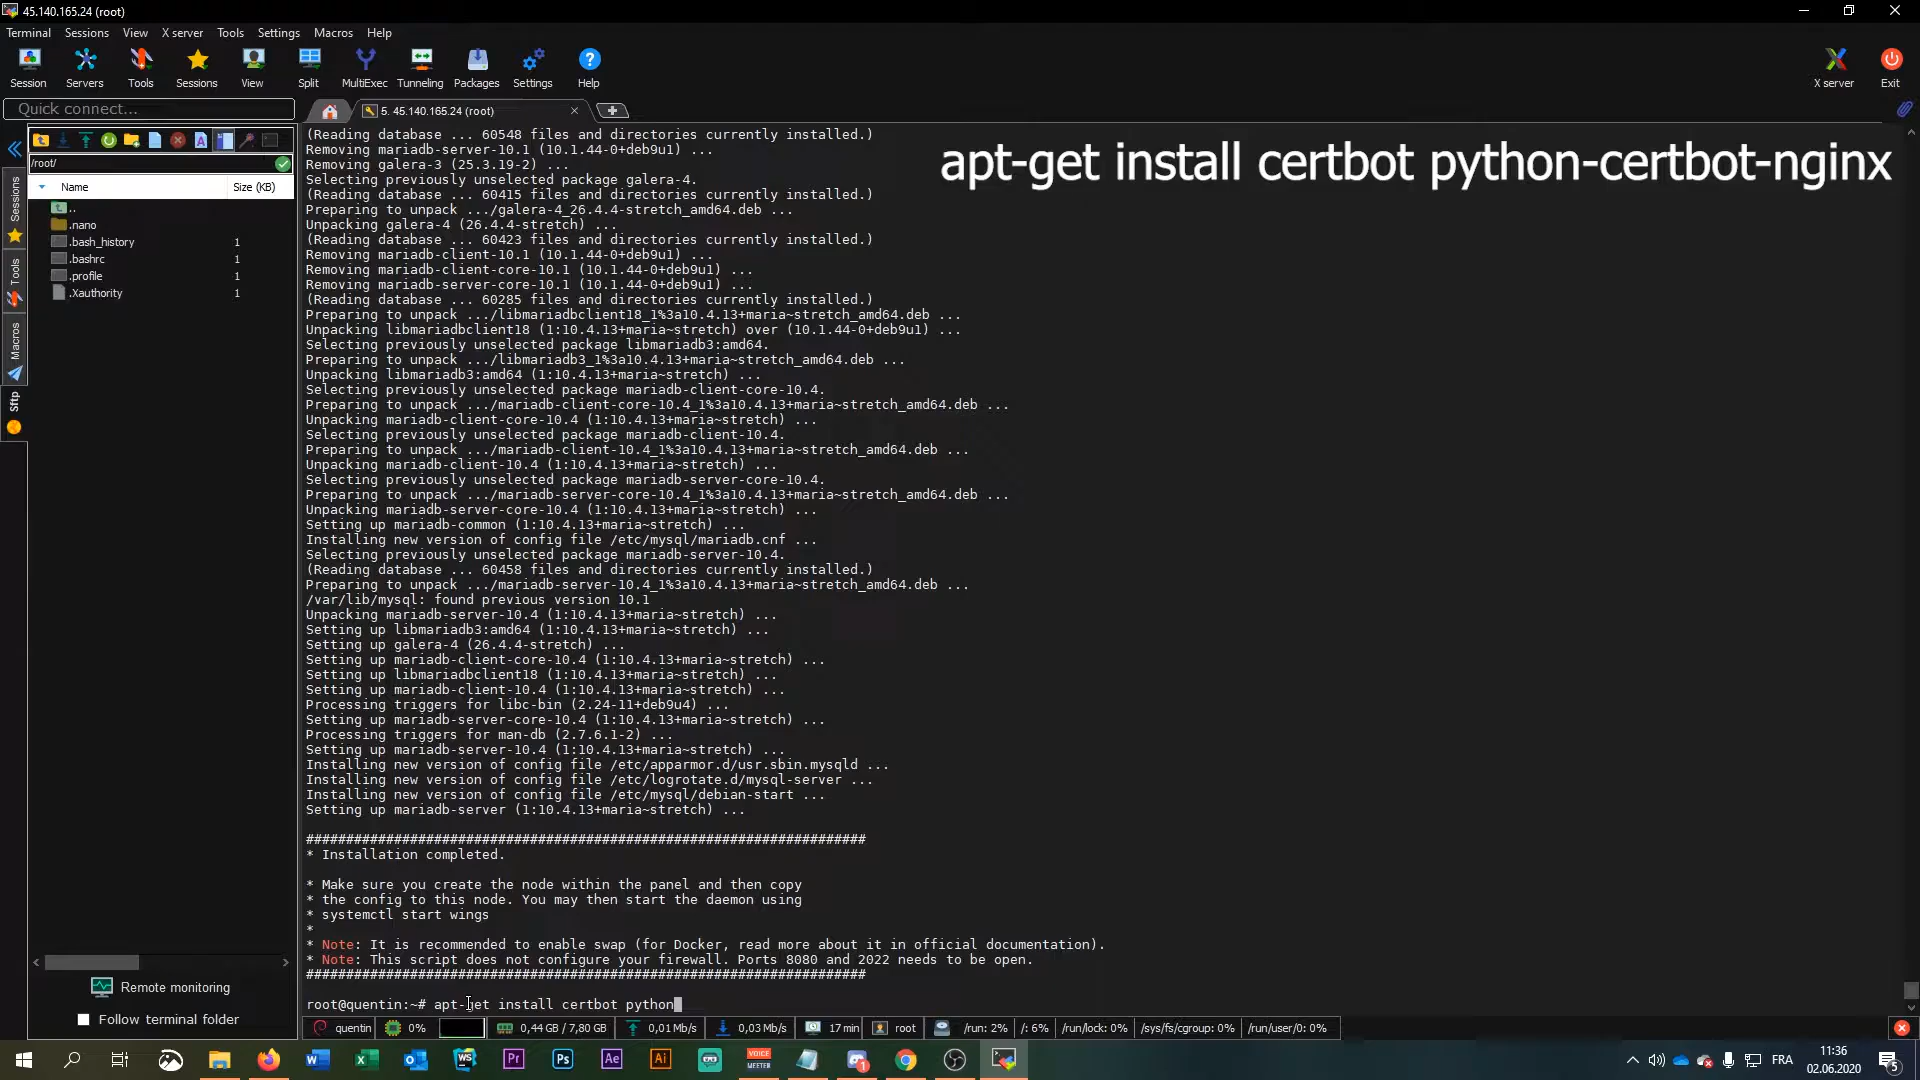 45.140.165.24 (root)
Terminal Sessions View X server Tools Settings Macros Help
Session Servers Tools Sessions View Split MultiExec Tunneling Packages Settings Help X server Exit
Quick connect...
5. 45.140.165.24 (root)
/root/
Name Size (KB)
..
.nano
.bash_history 1
.bashrc 1
.profile 1
.Xauthority 1
Sessions
Tools
Macros
Sftp
Remote monitoring
Follow terminal folder
apt-get install certbot python-certbot-nginx
(Reading database ... 60548 files and directories currently installed.)
Removing mariadb-server-10.1 (10.1.44-0+deb9u1) ...
Removing galera-3 (25.3.19-2) ...
Selecting previously unselected package galera-4.
(Reading database ... 60415 files and directories currently installed.)
Preparing to unpack .../galera-4_26.4.4-stretch_amd64.deb ...
Unpacking galera-4 (26.4.4-stretch) ...
(Reading database ... 60423 files and directories currently installed.)
Removing mariadb-client-10.1 (10.1.44-0+deb9u1) ...
Removing mariadb-client-core-10.1 (10.1.44-0+deb9u1) ...
Removing mariadb-server-core-10.1 (10.1.44-0+deb9u1) ...
(Reading database ... 60285 files and directories currently installed.)
Preparing to unpack .../libmariadbclient18_1%3a10.4.13+maria~stretch_amd64.deb ...
Unpacking libmariadbclient18 (1:10.4.13+maria~stretch) over (10.1.44-0+deb9u1) ...
Selecting previously unselected package libmariadb3:amd64.
Preparing to unpack .../libmariadb3_1%3a10.4.13+maria~stretch_amd64.deb ...
Unpacking libmariadb3:amd64 (1:10.4.13+maria~stretch) ...
Selecting previously unselected package mariadb-client-core-10.4.
Preparing to unpack .../mariadb-client-core-10.4_1%3a10.4.13+maria~stretch_amd64.deb ...
Unpacking mariadb-client-core-10.4 (1:10.4.13+maria~stretch) ...
Selecting previously unselected package mariadb-client-10.4.
Preparing to unpack .../mariadb-client-10.4_1%3a10.4.13+maria~stretch_amd64.deb ...
Unpacking mariadb-client-10.4 (1:10.4.13+maria~stretch) ...
Selecting previously unselected package mariadb-server-core-10.4.
Preparing to unpack .../mariadb-server-core-10.4_1%3a10.4.13+maria~stretch_amd64.deb ...
Unpacking mariadb-server-core-10.4 (1:10.4.13+maria~stretch) ...
Setting up mariadb-common (1:10.4.13+maria~stretch) ...
Installing new version of config file /etc/mysql/mariadb.cnf ...
Selecting previously unselected package mariadb-server-10.4.
(Reading database ... 60458 files and directories currently installed.)
Preparing to unpack .../mariadb-server-10.4_1%3a10.4.13+maria~stretch_amd64.deb ...
/var/lib/mysql: found previous version 10.1
Unpacking mariadb-server-10.4 (1:10.4.13+maria~stretch) ...
Setting up libmariadb3:amd64 (1:10.4.13+maria~stretch) ...
Setting up galera-4 (26.4.4-stretch) ...
Setting up mariadb-client-core-10.4 (1:10.4.13+maria~stretch) ...
Setting up libmariadbclient18 (1:10.4.13+maria~stretch) ...
Setting up mariadb-client-10.4 (1:10.4.13+maria~stretch) ...
Processing triggers for libc-bin (2.24-11+deb9u4) ...
Setting up mariadb-server-core-10.4 (1:10.4.13+maria~stretch) ...
Processing triggers for man-db (2.7.6.1-2) ...
Setting up mariadb-server-10.4 (1:10.4.13+maria~stretch) ...
Installing new version of config file /etc/apparmor.d/usr.sbin.mysqld ...
Installing new version of config file /etc/logrotate.d/mysql-server ...
Installing new version of config file /etc/mysql/debian-start ...
Setting up mariadb-server (1:10.4.13+maria~stretch) ...
######################################################################
* Installation completed.
* Make sure you create the node within the panel and then copy
* the config to this node. You may then start the daemon using
* systemctl start wings
*
* Note: It is recommended to enable swap (for Docker, read more about it in official documentation).
* Note: This script does not configure your firewall. Ports 8080 and 2022 needs to be open.
######################################################################
root@quentin:~# apt-get install certbot python
quentin 0% 0,44 GB / 7,80 GB 0,01 Mb/s 0,03 Mb/s 17 min root /run: 2% /: 6% /run/lock: 0% /sys/fs/cgroup: 0% /run/user/0: 0%
WS Pr Ps Ae Ai VOICE MEETER FRA 11:36
02.06.2020 5